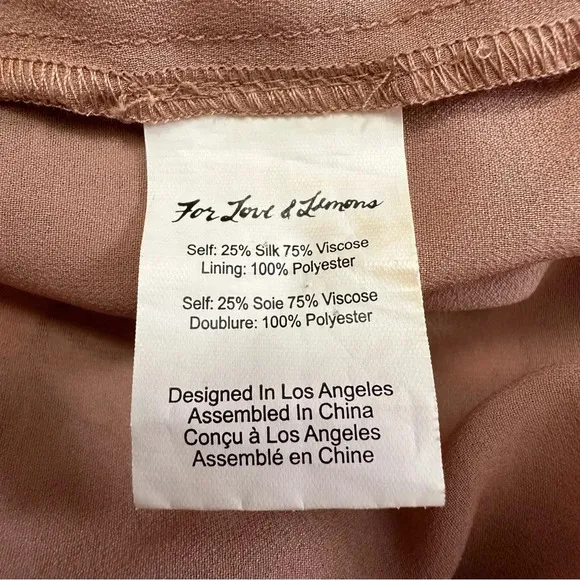 For Love & Lemons
Self: 25% Silk 75% Viscose
Lining: 100% Polyester
Self: 25% Soie 75% Viscose
Doublure: 100% Polyester
Designed In Los Angeles
Assembled In China
Conçu à Los Angeles
Assemblé en Chine